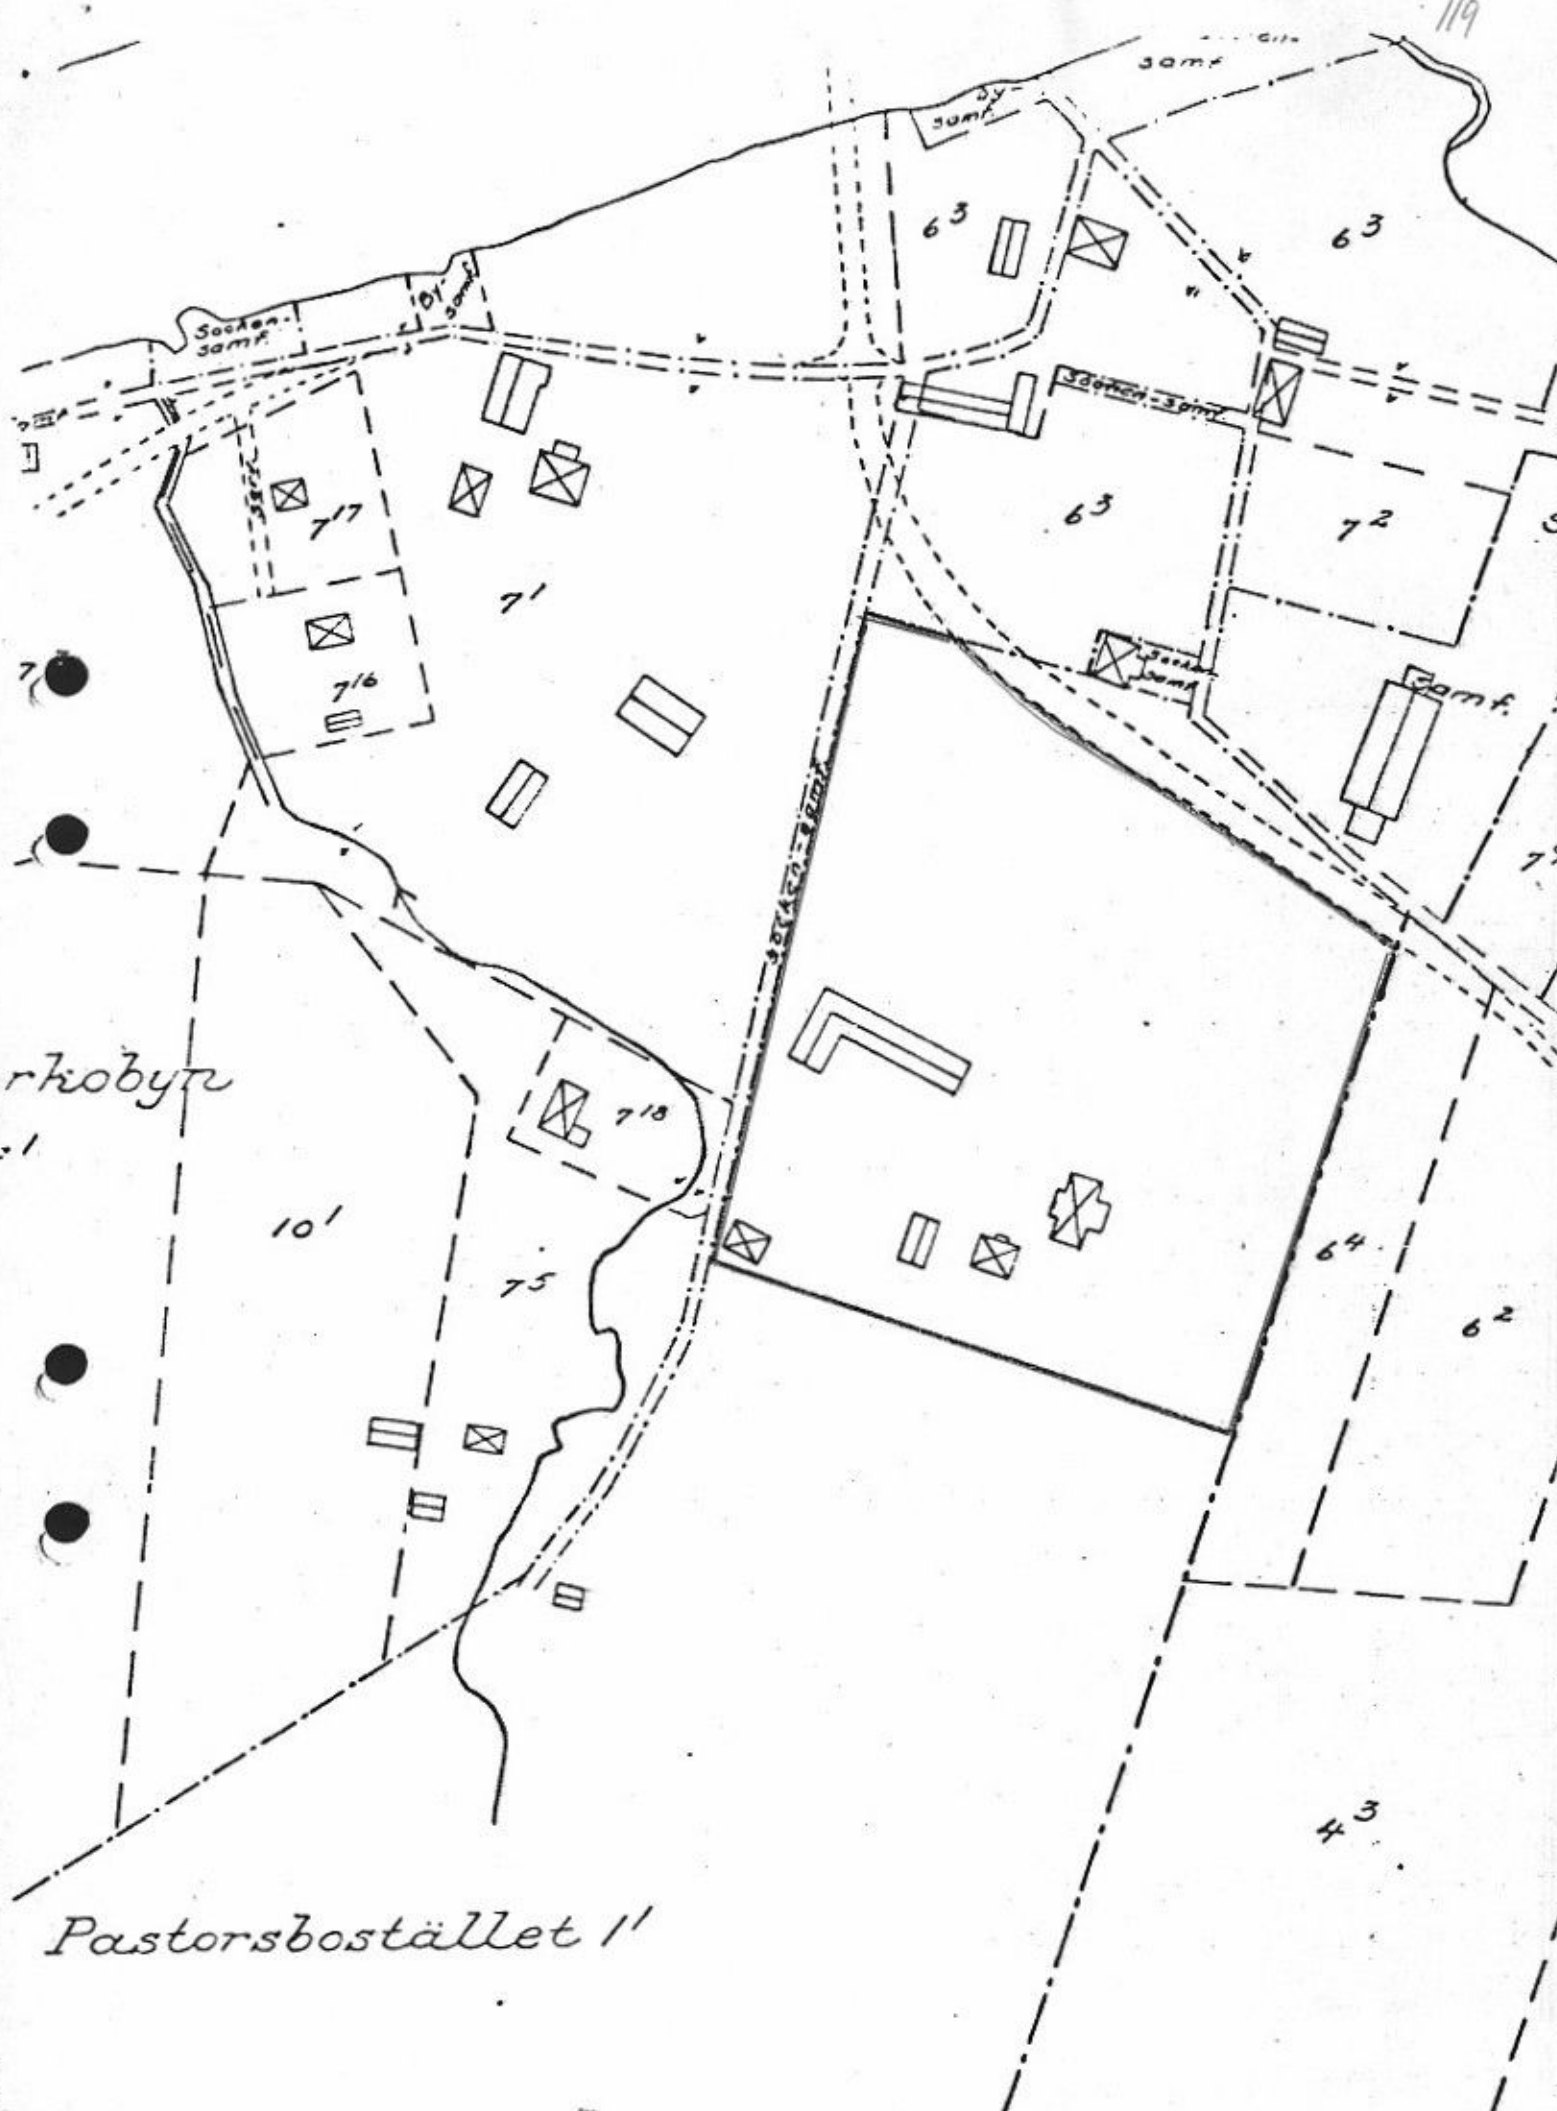 119
samf
By
samf.
6³
6³
By-
samf.
Socken-
samf.
Socken-samf.
7¹⁷
6³
7²
7¹
7¹⁶
Socken
samf.
samf.
Socken-samf.
rkobyn
7¹⁸
10¹
7⁵
6⁴
6²
4³
Pastorsbostället 1¹